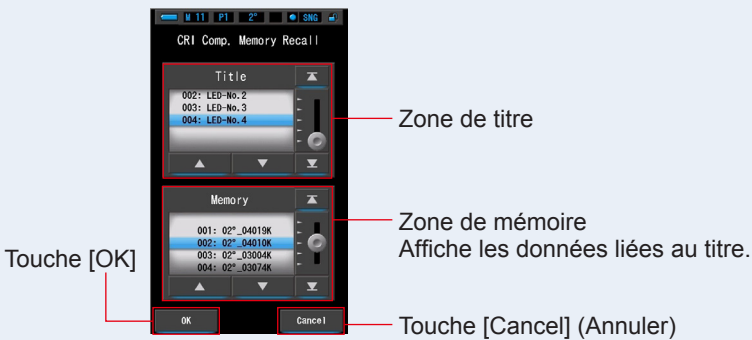 M 11 P1 2° SNG
CRI Comp. Memory Recall
Title
002: LED-No.2
003: LED-No.3
004: LED-No.4
Zone de titre
Memory
001: 02°_04019K
002: 02°_04010K
003: 02°_03004K
004: 02°_03074K
Zone de mémoire
Affiche les données liées au titre.
Touche [OK]
OK
Cancel
Touche [Cancel] (Annuler)